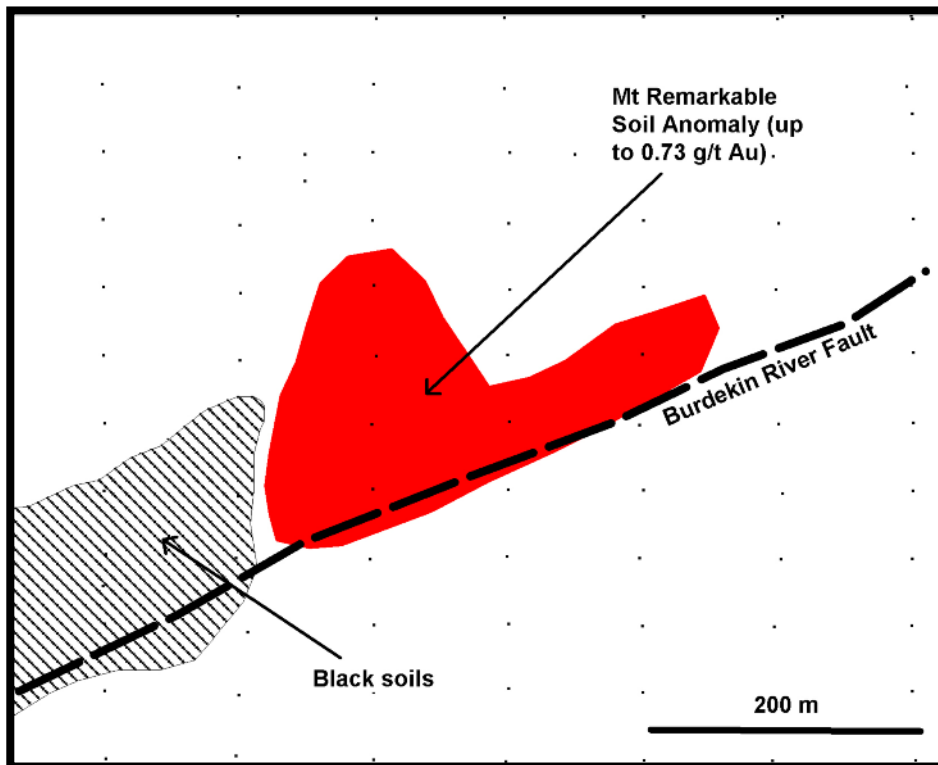 Mt Remarkable
Soil Anomaly (up
to 0.73 g/t Au)
Burdekin River Fault
Black soils
200 m